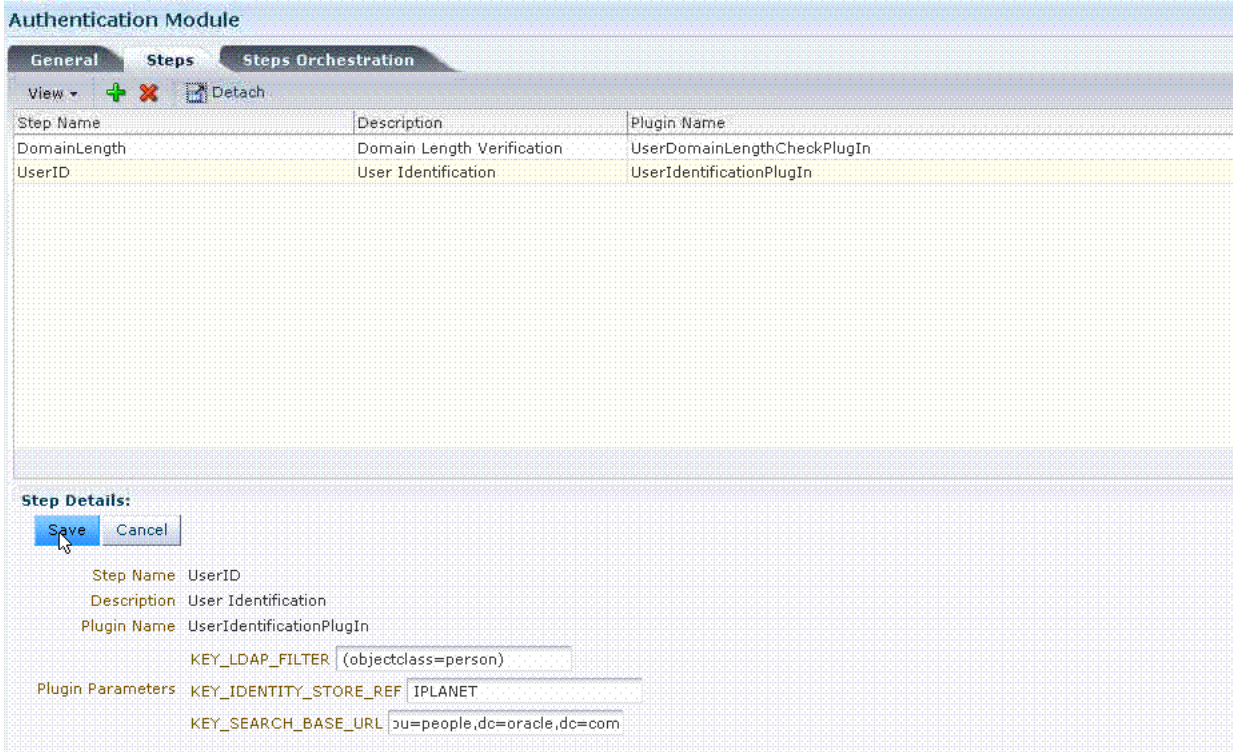 Authentication Module
General Steps Steps Orchestration
View Detach
Step Name Description Plugin Name
DomainLength Domain Length Verification UserDomainLengthCheckPlugIn
UserID User Identification UserIdentificationPlugIn
Step Details:
Save Cancel
Step Name UserID
Description User Identification
Plugin Name UserIdentificationPlugIn
KEY_LDAP_FILTER (objectclass=person)
Plugin Parameters KEY_IDENTITY_STORE_REF IPLANET
KEY_SEARCH_BASE_URL ou=people,dc=oracle,dc=com